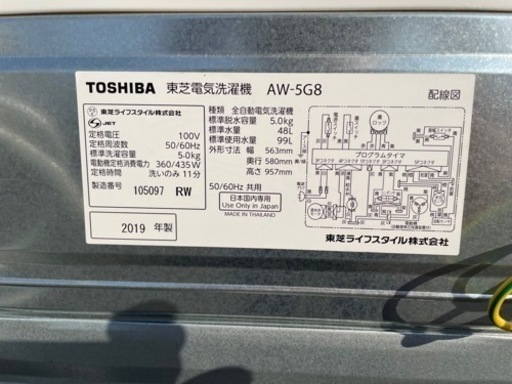 TOSHIBA 東芝電気洗濯機 AW-5G8
東芝ライフスタイル株式会社
JET
定格電圧 100V
定格周波数 50/60Hz
標準洗濯容量 5.0kg
電動機定格消費電力 360/435W
定格時間 洗いのみ 11分
製造番号 105097 RW
2019 年製
種類 全自動電気洗濯機
標準脱水容量 5.0kg
標準水量 48L
標準使用水量 99L
外形寸法 幅 563mm
奥行 580mm
高さ 957mm
50/60Hz 共用
日本国内専用
Use Only in Japan
MADE IN THAILAND
配線図
プログラムタイマ
東芝ライフスタイル株式会社